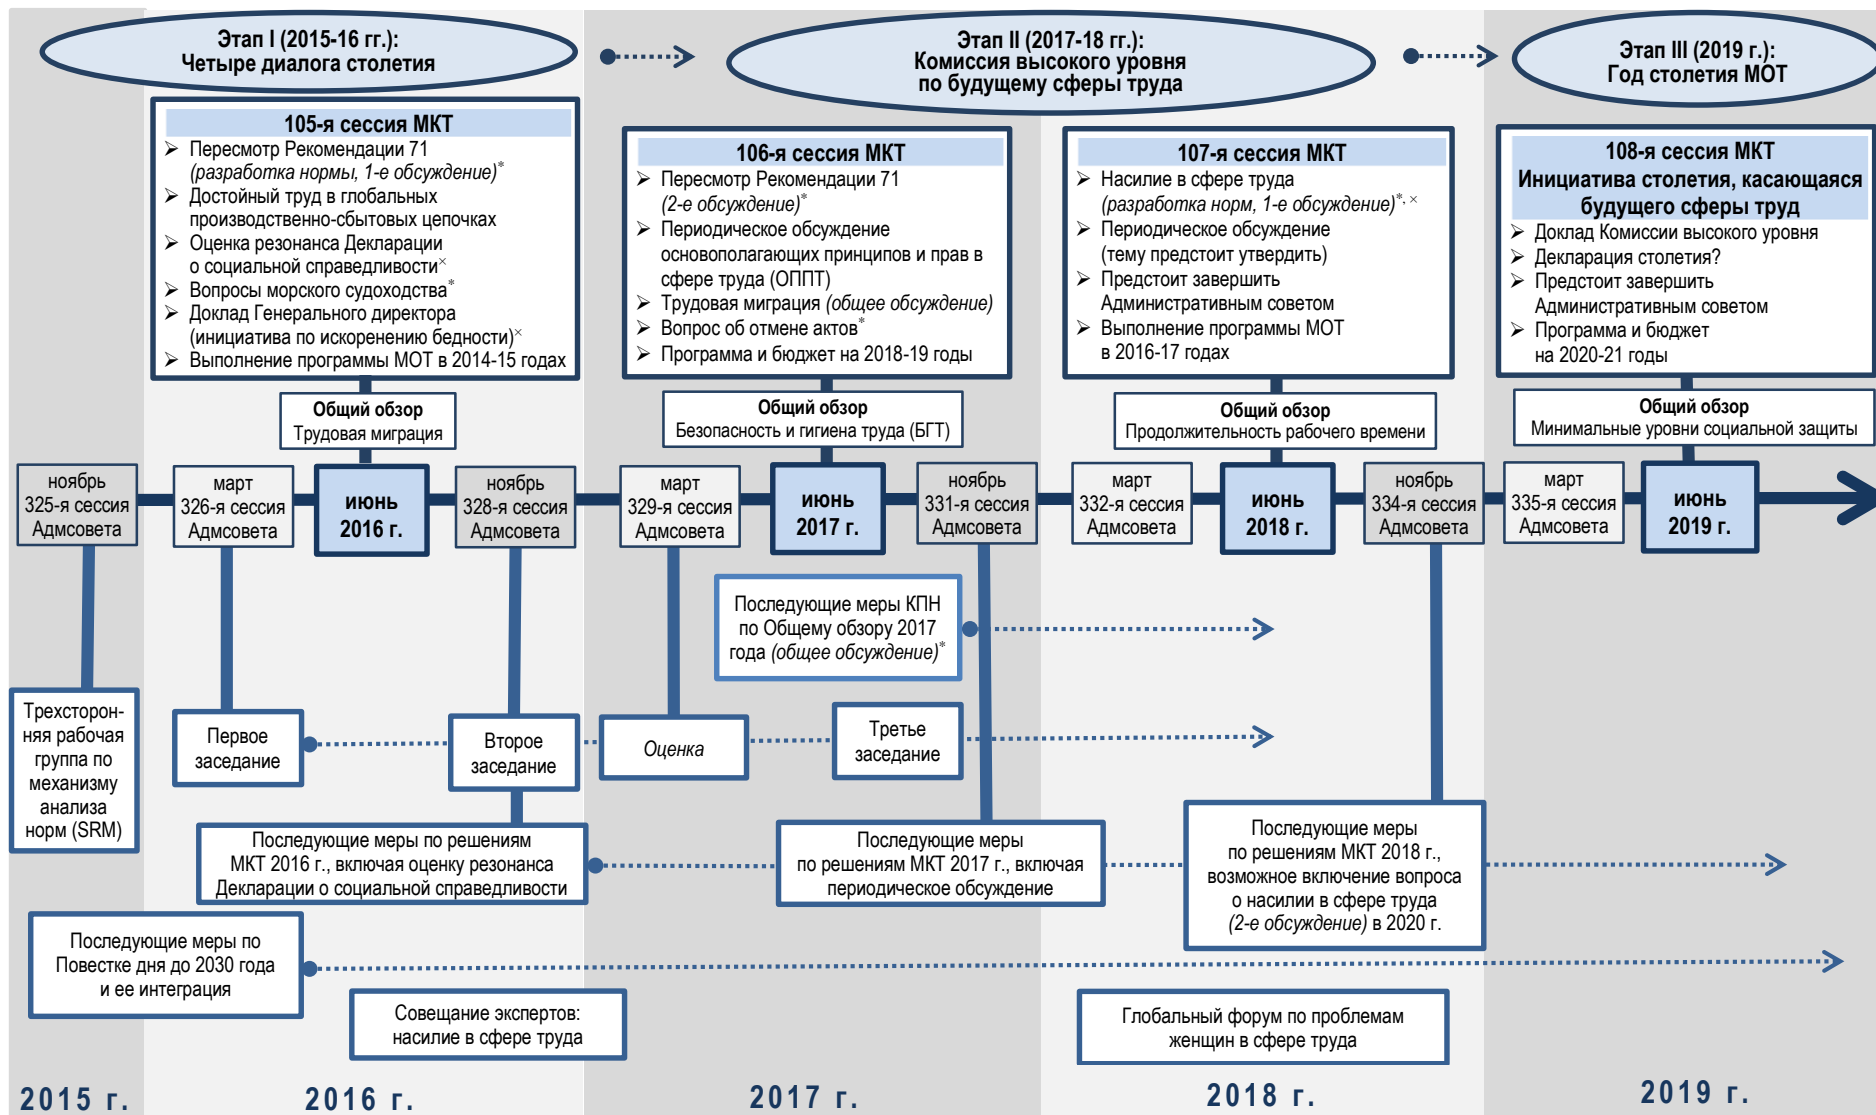 Этап I (2015-16 гг.):
Четыре диалога столетия
Этап II (2017-18 гг.):
Комиссия высокого уровня
по будущему сферы труда
Этап III (2019 г.):
Год столетия МОТ
105-я сессия МКТ
➢ Пересмотр Рекомендации 71
(разработка нормы, 1-е обсуждение)*
➢ Достойный труд в глобальных
производственно-сбытовых цепочках
➢ Оценка резонанса Декларации
о социальной справедливости×
➢ Вопросы морского судоходства*
➢ Доклад Генерального директора
(инициатива по искоренению бедности)×
➢ Выполнение программы МОТ в 2014-15 годах
106-я сессия МКТ
➢ Пересмотр Рекомендации 71
(2-е обсуждение)*
➢ Периодическое обсуждение
основополагающих принципов и прав в
сфере труда (ОППТ)
➢ Трудовая миграция (общее обсуждение)
➢ Вопрос об отмене актов*
➢ Программа и бюджет на 2018-19 годы
107-я сессия МКТ
➢ Насилие в сфере труда
(разработка норм, 1-е обсуждение)*, ×
➢ Периодическое обсуждение
(тему предстоит утвердить)
➢ Предстоит завершить
Административным советом
➢ Выполнение программы МОТ
в 2016-17 годах
108-я сессия МКТ
Инициатива столетия, касающаяся
будущего сферы труд
➢ Доклад Комиссии высокого уровня
➢ Декларация столетия?
➢ Предстоит завершить
Административным советом
➢ Программа и бюджет
на 2020-21 годы
Общий обзор
Трудовая миграция
Общий обзор
Безопасность и гигиена труда (БГТ)
Общий обзор
Продолжительность рабочего времени
Общий обзор
Минимальные уровни социальной защиты
ноябрь
325-я сессия
Адмсовета
март
326-я сессия
Адмсовета
июнь
2016 г.
ноябрь
328-я сессия
Адмсовета
март
329-я сессия
Адмсовета
июнь
2017 г.
ноябрь
331-я сессия
Адмсовета
март
332-я сессия
Адмсовета
июнь
2018 г.
ноябрь
334-я сессия
Адмсовета
март
335-я сессия
Адмсовета
июнь
2019 г.
Последующие меры КПН
по Общему обзору 2017
года (общее обсуждение)*
Трехсторон-
няя рабочая
группа по
механизму
анализа
норм (SRM)
Первое
заседание
Второе
заседание
Оценка
Третье
заседание
Последующие меры по решениям
МКТ 2016 г., включая оценку резонанса
Декларации о социальной справедливости
Последующие меры
по решениям МКТ 2017 г., включая
периодическое обсуждение
Последующие меры
по решениям МКТ 2018 г.,
возможное включение вопроса
о насилии в сфере труда
(2-е обсуждение) в 2020 г.
Последующие меры по
Повестке дня до 2030 года
и ее интеграция
Совещание экспертов:
насилие в сфере труда
Глобальный форум по проблемам
женщин в сфере труда
2015 г.
2016 г.
2017 г.
2018 г.
2019 г.